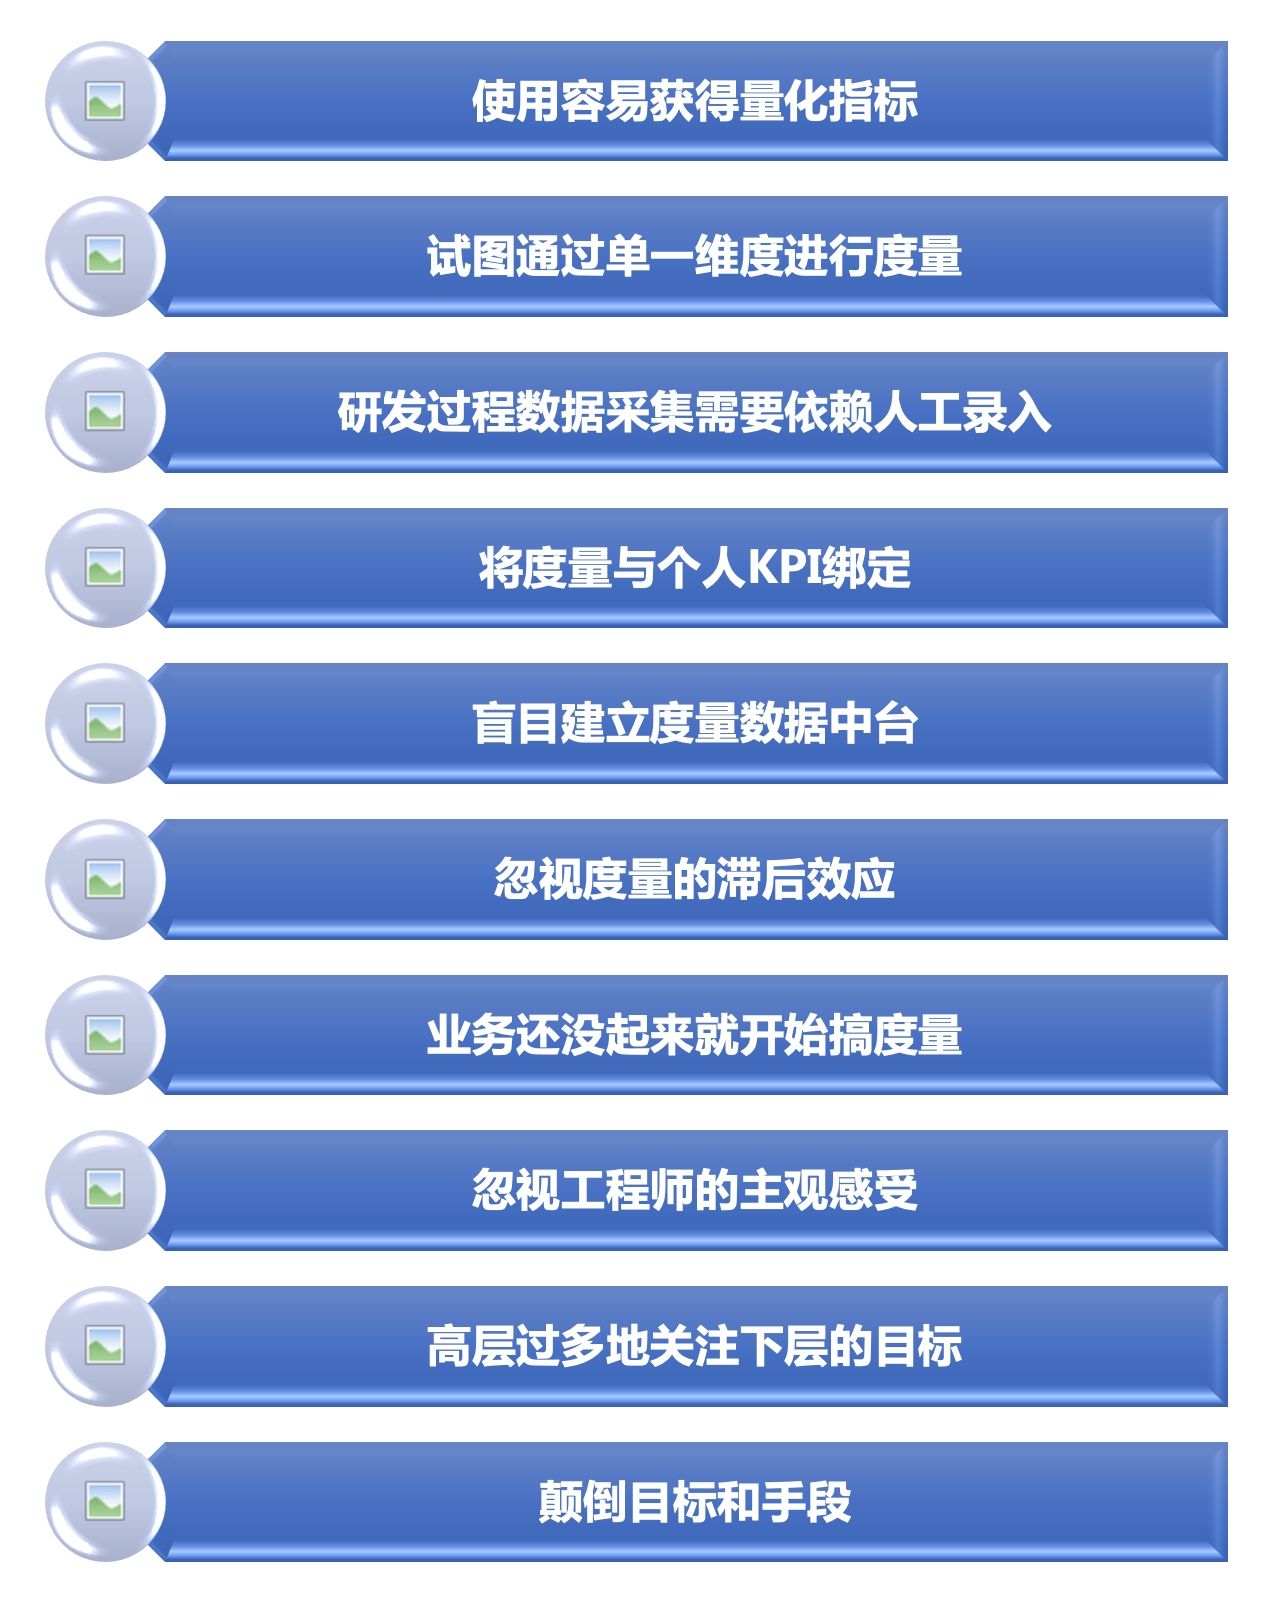 使用容易获得量化指标
试图通过单一维度进行度量
研发过程数据采集需要依赖人工录入
将度量与个人KPI绑定
盲目建立度量数据中台
忽视度量的滞后效应
业务还没起来就开始搞度量
忽视工程师的主观感受
高层过多地关注下层的目标
颠倒目标和手段